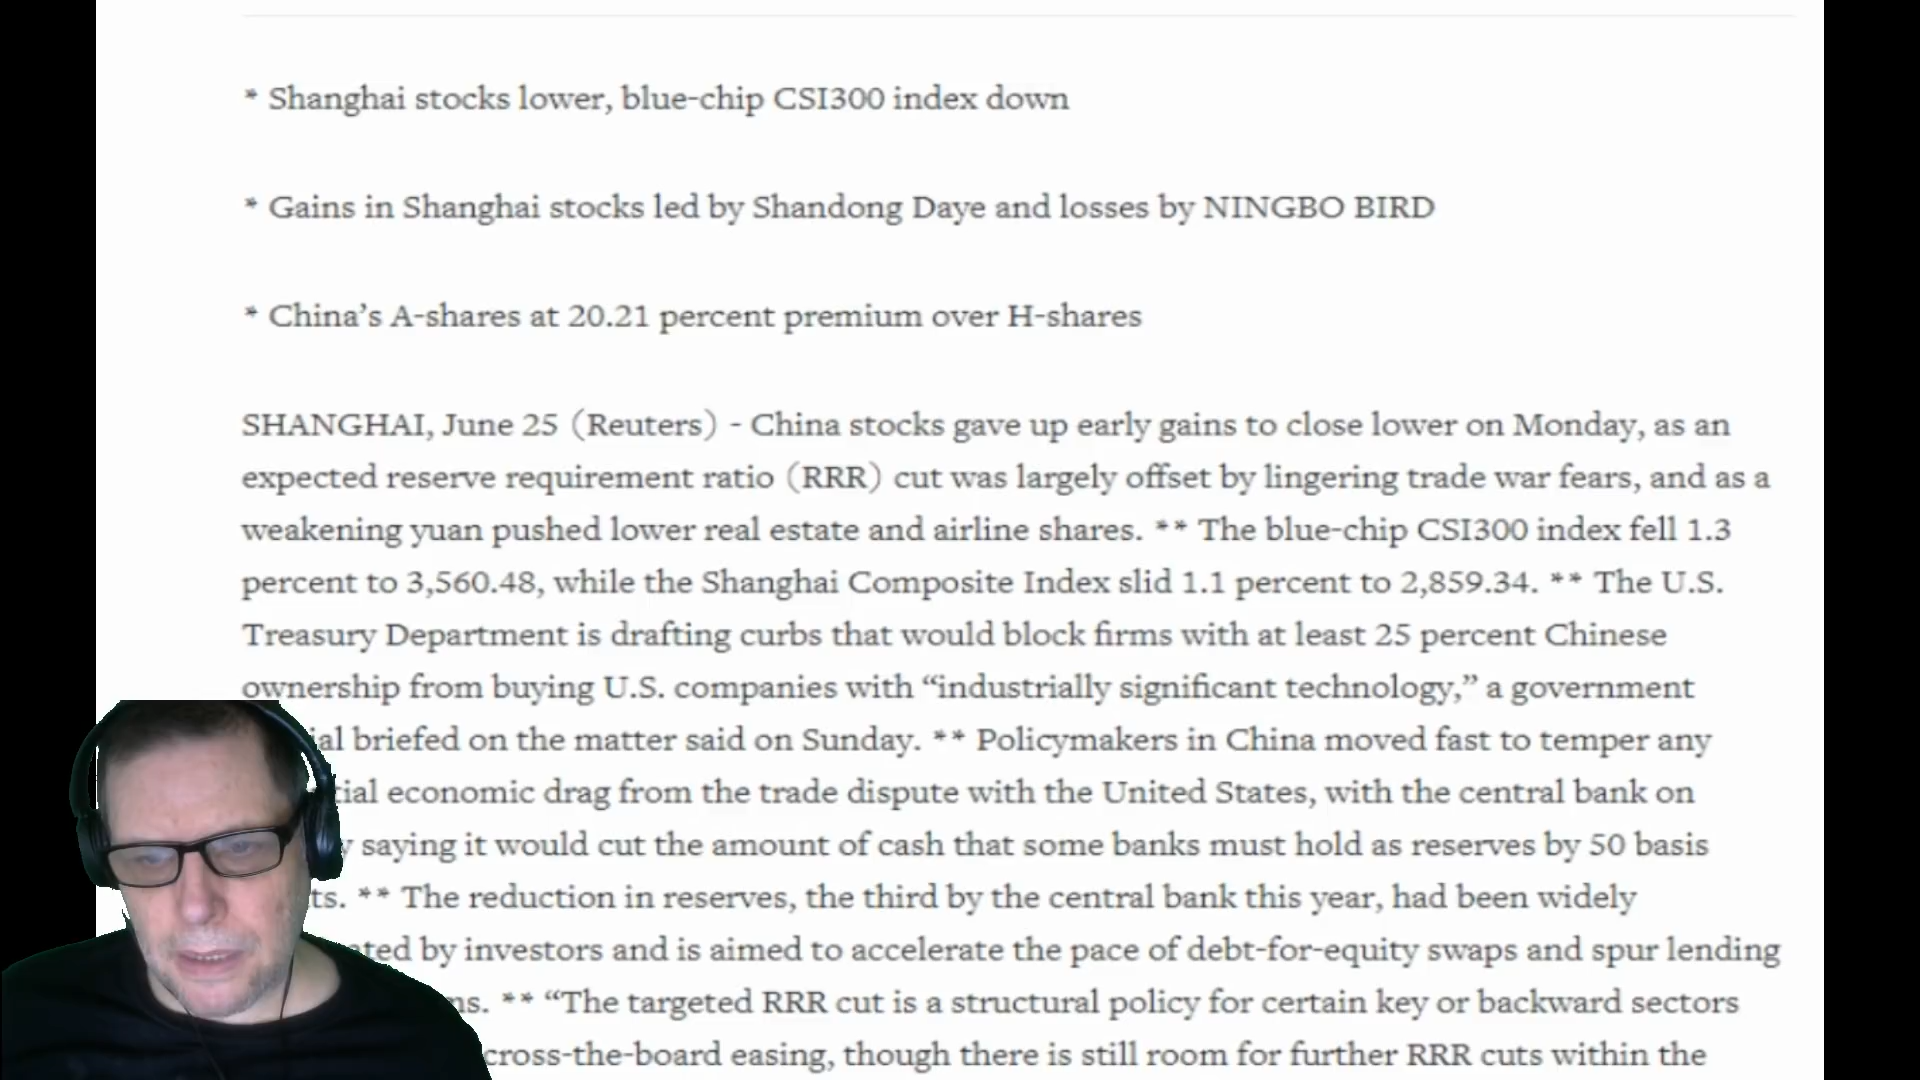 * Shanghai stocks lower, blue-chip CSI300 index down
* Gains in Shanghai stocks led by Shandong Daye and losses by NINGBO BIRD
* China’s A-shares at 20.21 percent premium over H-shares
SHANGHAI, June 25 (Reuters) - China stocks gave up early gains to close lower on Monday, as an
expected reserve requirement ratio (RRR) cut was largely offset by lingering trade war fears, and as a
weakening yuan pushed lower real estate and airline shares. ** The blue-chip CSI300 index fell 1.3
percent to 3,560.48, while the Shanghai Composite Index slid 1.1 percent to 2,859.34. ** The U.S.
Treasury Department is drafting curbs that would block firms with at least 25 percent Chinese
ownership from buying U.S. companies with “industrially significant technology,” a government
briefed on the matter said on Sunday. ** Policymakers in China moved fast to temper any
economic drag from the trade dispute with the United States, with the central bank on
saying it would cut the amount of cash that some banks must hold as reserves by 50 basis
** The reduction in reserves, the third by the central bank this year, had been widely
by investors and is aimed to accelerate the pace of debt-for-equity swaps and spur lending
** “The targeted RRR cut is a structural policy for certain key or backward sectors
cross-the-board easing, though there is still room for further RRR cuts within the